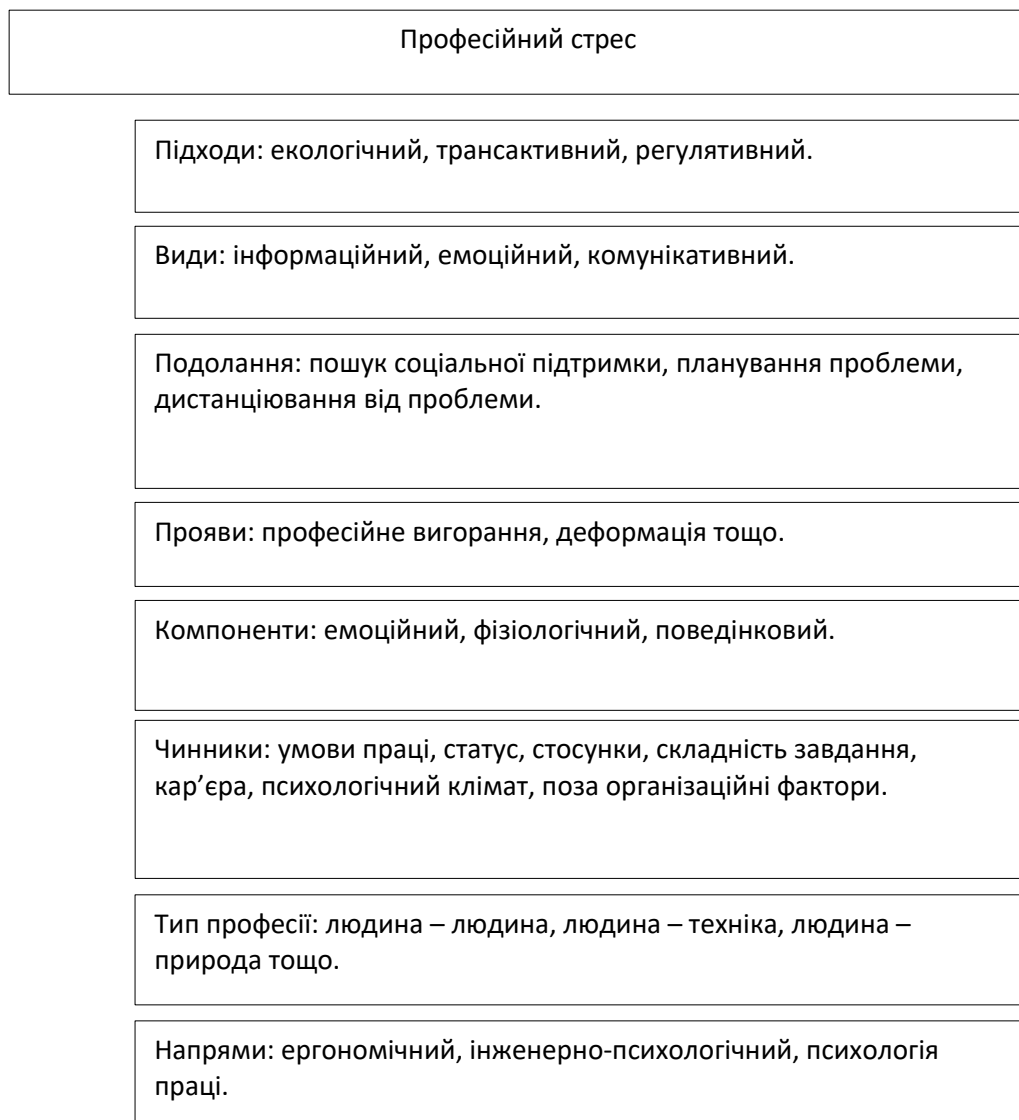 Професійний стрес
Підходи: екологічний, трансактивний, регулятивний.
Види: інформаційний, емоційний, комунікативний.
Подолання: пошук соціальної підтримки, планування проблеми,
дистанціювання від проблеми.
Прояви: професійне вигорання, деформація тощо.
Компоненти: емоційний, фізіологічний, поведінковий.
Чинники: умови праці, статус, стосунки, складність завдання,
кар’єра, психологічний клімат, поза організаційні фактори.
Тип професії: людина – людина, людина – техніка, людина –
природа тощо.
Напрями: ергономічний, інженерно-психологічний, психологія
праці.